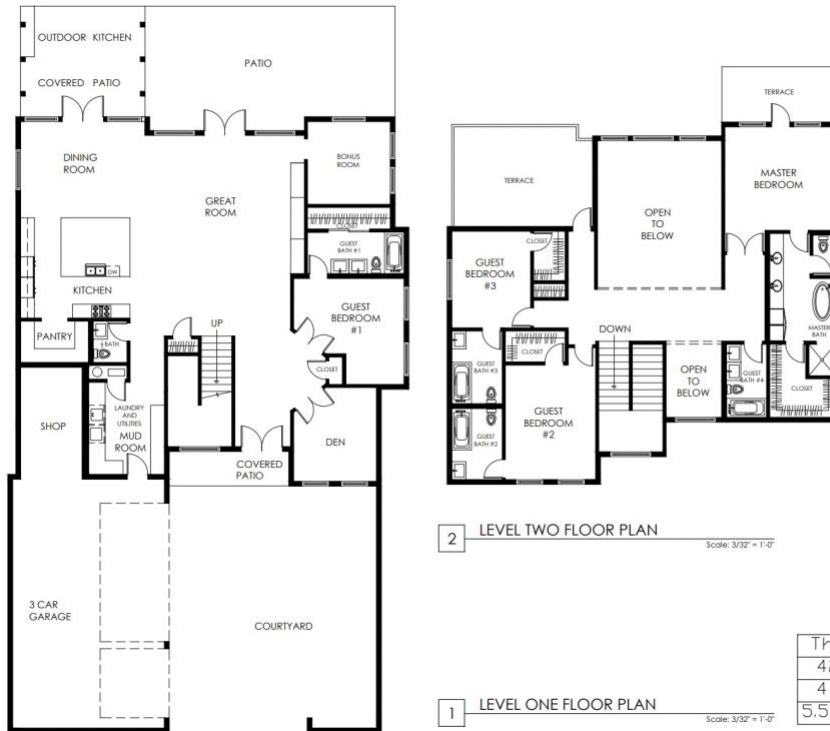 OUTDOOR KITCHEN
COVERED PATIO
PATIO
DINING
ROOM
GREAT
ROOM
BONUS
ROOM
CLOSET
GUEST
BATH #1
DW
KITCHEN
GUEST
BEDROOM
#1
PANTRY
BATH
UP
CLOSET
SHOP
LAUNDRY
AND
UTILITIES
MUD
ROOM
DEN
COVERED
PATIO
3 CAR
GARAGE
COURTYARD
TERRACE
TERRACE
MASTER
BEDROOM
OPEN
TO
BELOW
CLOSET
GUEST
BEDROOM
#3
MASTER
BATH
DOWN
CLOSET
GUEST
BATH #3
OPEN
TO
BELOW
GUEST
BATH #4
CLOSET
GUEST
BEDROOM
#2
GUEST
BATH #2
2 LEVEL TWO FLOOR PLAN
Scale: 3/32" = 1'-0"
1 LEVEL ONE FLOOR PLAN
Scale: 3/32" = 1'-0"
4
5.5